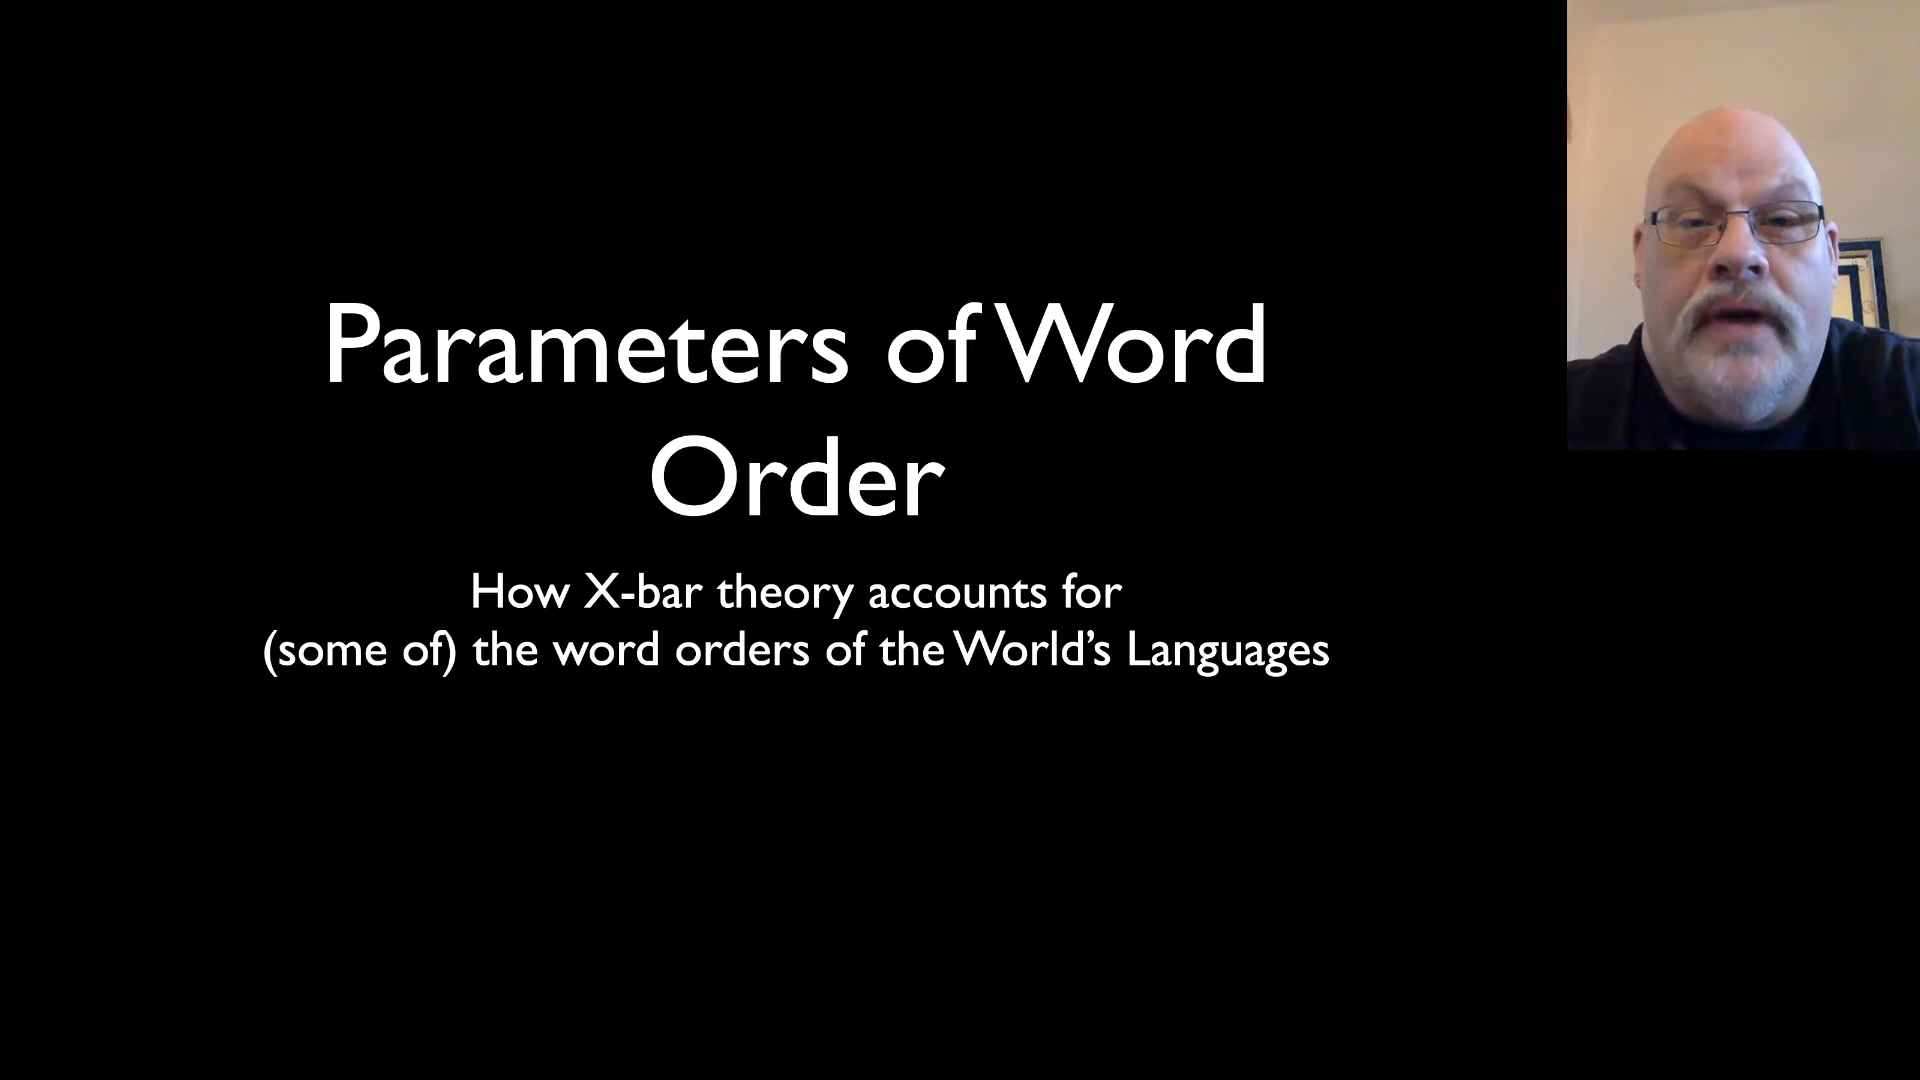 Parameters of Word
Order
How X-bar theory accounts for
(some of) the word orders of the World’s Languages